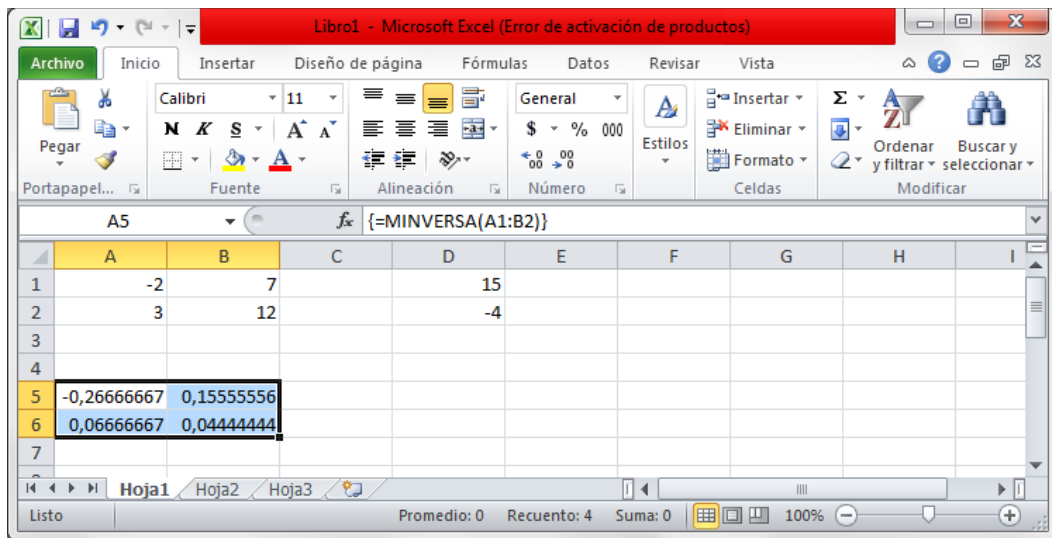 Libro1 - Microsoft Excel (Error de activación de productos)
Archivo Inicio Insertar Diseño de página Fórmulas Datos Revisar Vista
Pegar
Calibri 11
N K S A A
A
General
$ % 000
Estilos
Insertar
Eliminar
Formato
Σ
Ordenar y filtrar
Buscar y seleccionar
Portapapel... Fuente Alineación Número Celdas Modificar
A5 fx {=MINVERSA(A1:B2)}
A B C D E F G H I
1 -2 7 15
2 3 12 -4
3
4
5 -0,26666667 0,15555556
6 0,06666667 0,04444444
7
Hoja1 Hoja2 Hoja3
Listo Promedio: 0 Recuento: 4 Suma: 0 100%